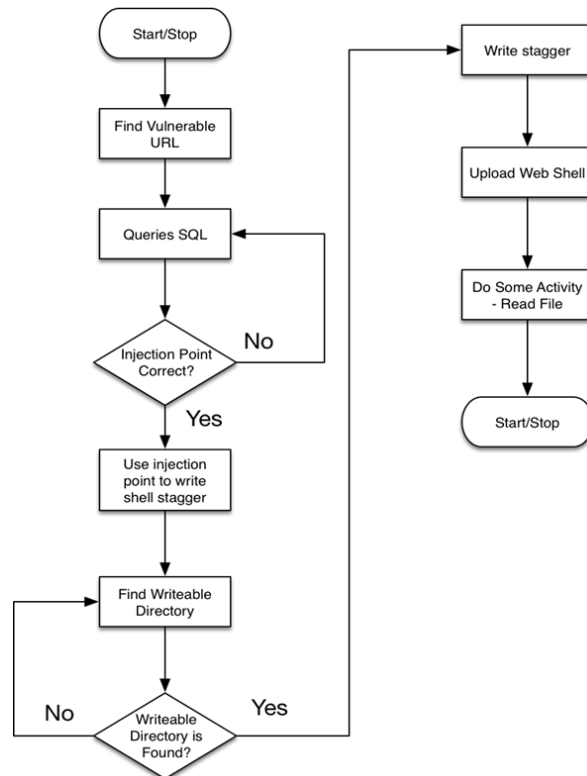 Start/Stop
Find Vulnerable
URL
Queries SQL
Injection Point
Correct?
No
Yes
Use injection
point to write
shell stagger
Find Writeable
Directory
Writeable
Directory is
Found?
No
Yes
Write stagger
Upload Web Shell
Do Some Activity
- Read File
Start/Stop